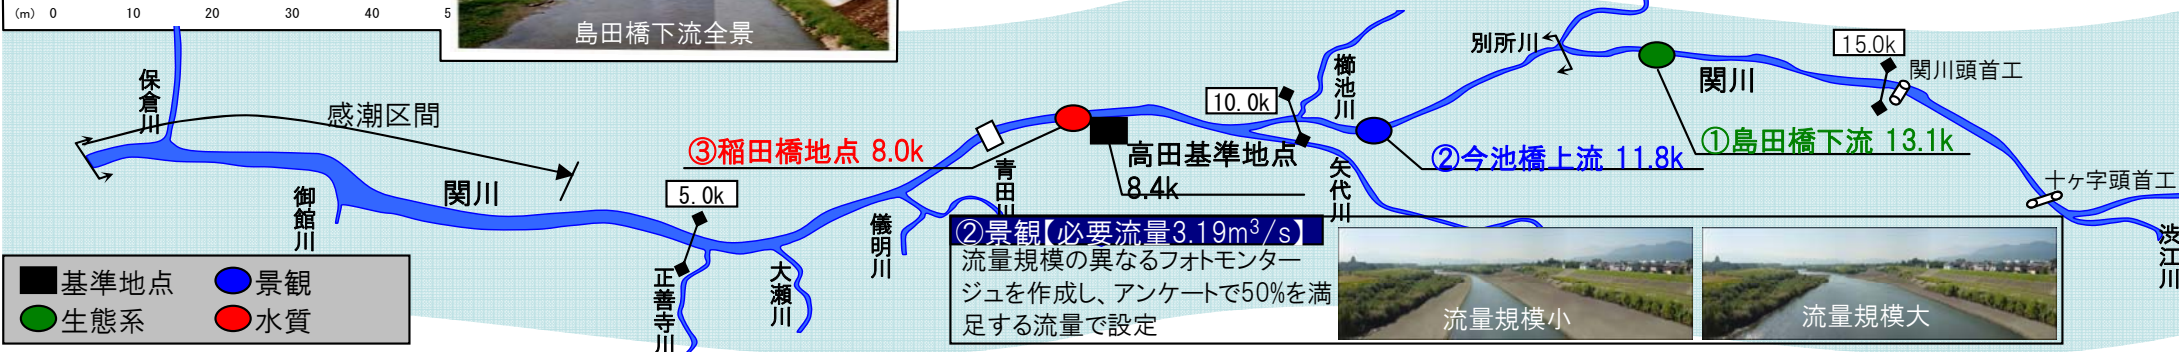 (m) 0 10 20 30 40 5
島田橋下流全景
保倉川
感潮区間
御館川
関川
5.0k
正善寺川
大瀬川
儀明川
青田川
③稲田橋地点 8.0k
高田基準地点
8.4k
10.0k
櫛池川
矢代川
②今池橋上流 11.8k
別所川
①島田橋下流 13.1k
関川
15.0k
関川頭首工
十ヶ字頭首工
渋江川
基準地点
景観
生態系
水質
②景観【必要流量3.19m³/s】
流量規模の異なるフォトモンター
ジュを作成し、アンケートで50%を満
足する流量で設定
流量規模小
流量規模大